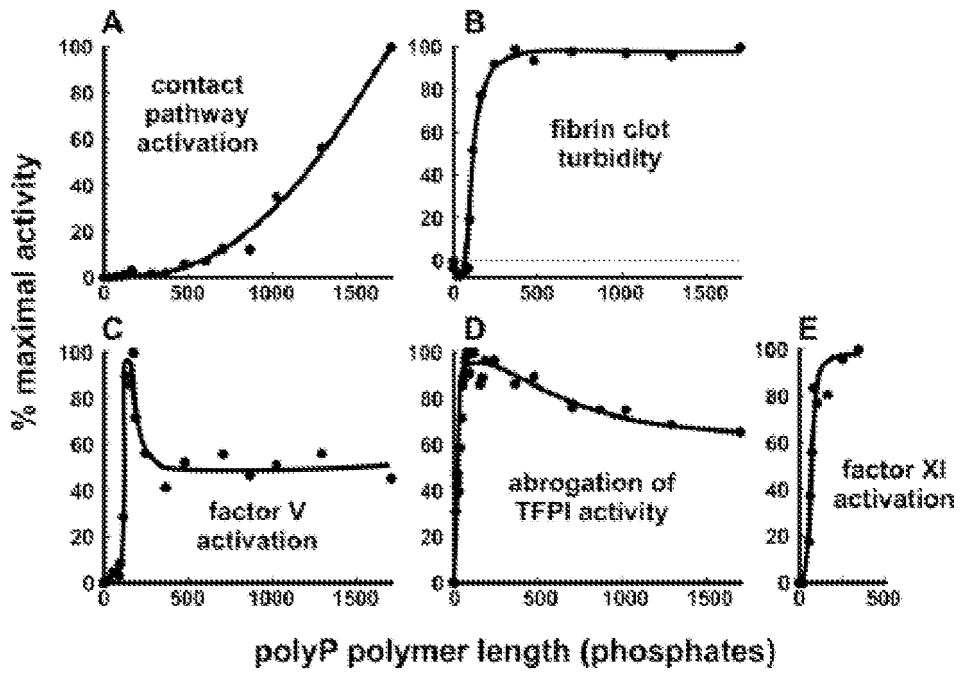 A
B
100
80
60
40
20
0
contact
pathway
activation
0
500
1000
1500
100
80
60
40
20
0
fibrin clot
turbidity
0
500
1000
1500
% maximal activity
C
D
E
100
80
60
40
20
0
factor V
activation
0
500
1000
1500
100
80
60
40
20
0
abrogation of
TFPI activity
0
500
1000
1500
100
80
60
40
20
0
factor XI
activation
0
500
polyP polymer length (phosphates)